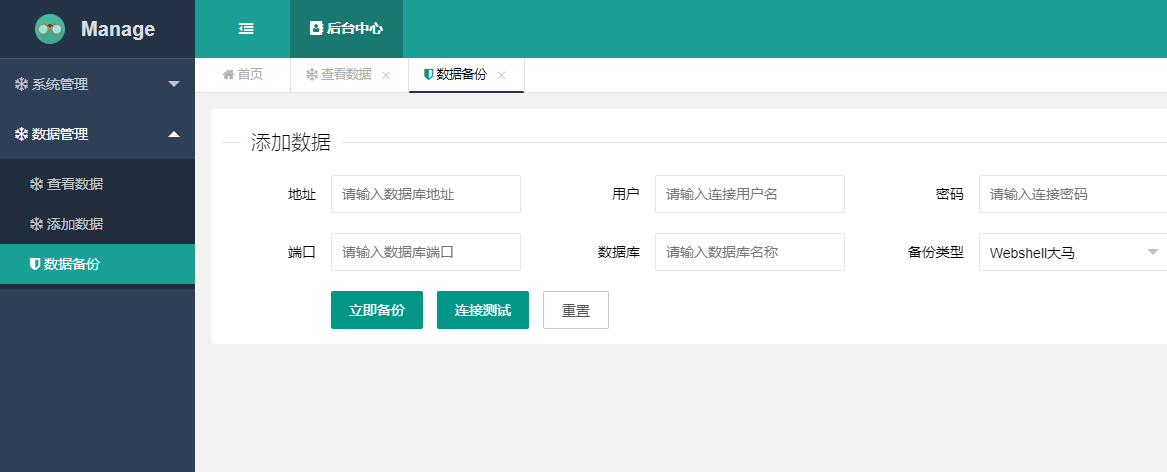 Manage
后台中心
首页 查看数据 × 数据备份 ×
系统管理
数据管理
查看数据
添加数据
数据备份
添加数据
地址 请输入数据库地址 用户 请输入连接用户名 密码 请输入连接密码
端口 请输入数据库端口 数据库 请输入数据库名称 备份类型 Webshell大马
立即备份 连接测试 重置